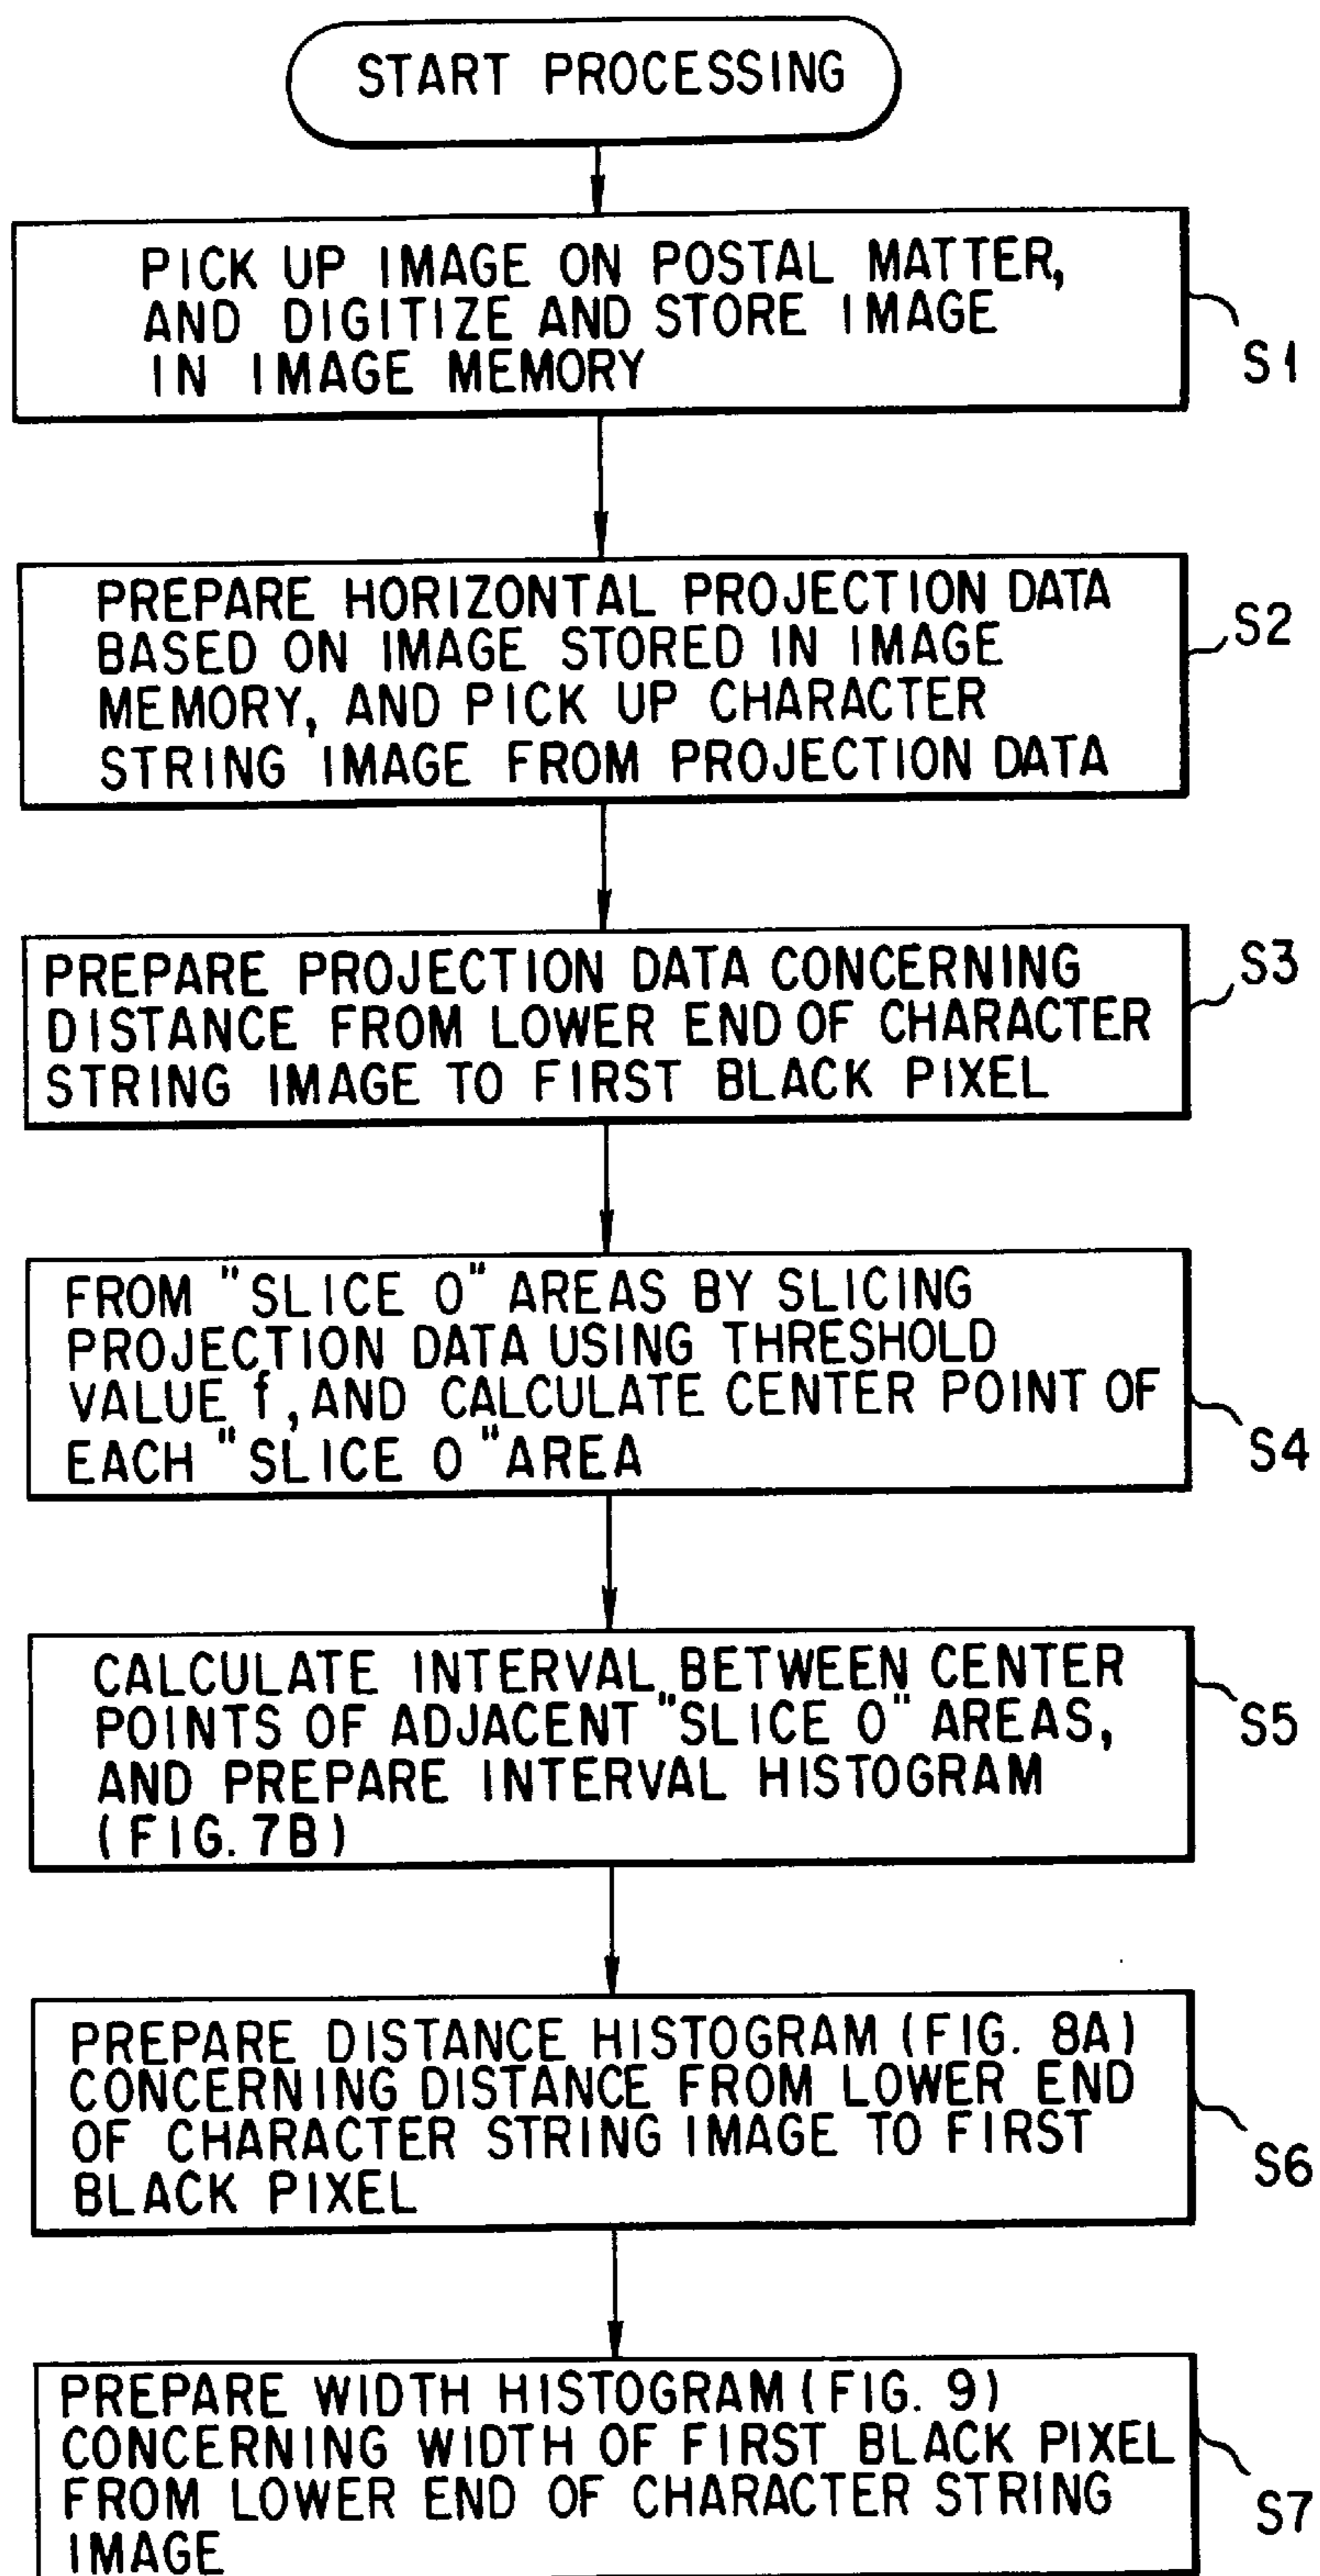 START PROCESSING
PICK UP IMAGE ON POSTAL MATTER,
AND DIGITIZE AND STORE IMAGE
IN IMAGE MEMORY
S1
PREPARE HORIZONTAL PROJECTION DATA
BASED ON IMAGE STORED IN IMAGE
MEMORY, AND PICK UP CHARACTER
STRING IMAGE FROM PROJECTION DATA
S2
PREPARE PROJECTION DATA CONCERNING
DISTANCE FROM LOWER END OF CHARACTER
STRING IMAGE TO FIRST BLACK PIXEL
S3
FROM "SLICE 0" AREAS BY SLICING
PROJECTION DATA USING THRESHOLD
VALUE f, AND CALCULATE CENTER POINT OF
EACH "SLICE 0" AREA
S4
CALCULATE INTERVAL BETWEEN CENTER
POINTS OF ADJACENT "SLICE 0" AREAS,
AND PREPARE INTERVAL HISTOGRAM
(FIG. 7B)
S5
PREPARE DISTANCE HISTOGRAM (FIG. 8A)
CONCERNING DISTANCE FROM LOWER END
OF CHARACTER STRING IMAGE TO FIRST
BLACK PIXEL
S6
PREPARE WIDTH HISTOGRAM (FIG. 9)
CONCERNING WIDTH OF FIRST BLACK PIXEL
FROM LOWER END OF CHARACTER STRING
IMAGE
S7